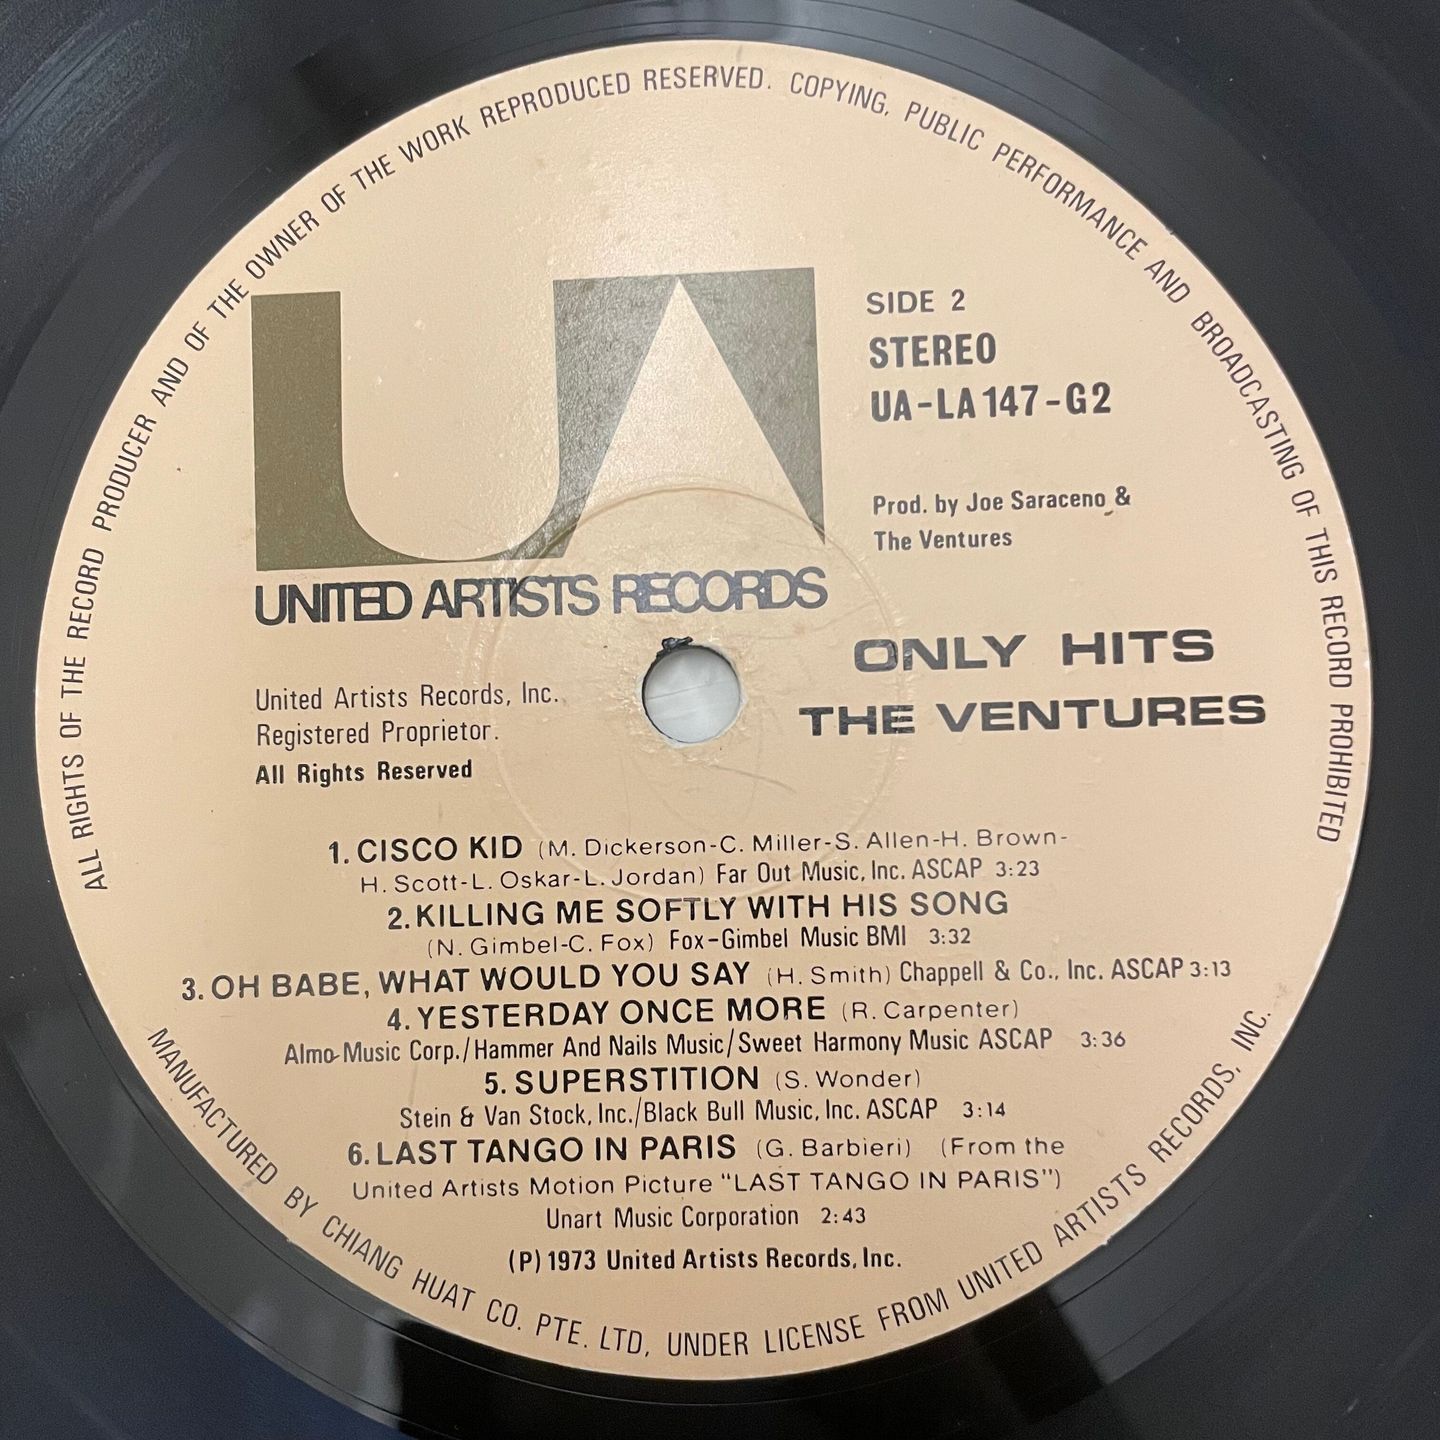 ALL RIGHTS OF THE RECORD PRODUCER AND OF THE OWNER OF THE WORK REPRODUCED RESERVED. COPYING, PUBLIC PERFORMANCE AND BROADCASTING OF THIS RECORD PROHIBITED
UA
UNITED ARTISTS RECORDS
SIDE 2
STEREO
UA-LA147-G2
Prod. by Joe Saraceno &
The Ventures
ONLY HITS
THE VENTURES
United Artists Records, Inc.
Registered Proprietor.
All Rights Reserved
1. CISCO KID (M. Dickerson-C. Miller-S. Allen-H. Brown-
H. Scott-L. Oskar-L. Jordan) Far Out Music, Inc. ASCAP 3:23
2. KILLING ME SOFTLY WITH HIS SONG
(N. Gimbel-C. Fox) Fox-Gimbel Music BMI 3:32
3. OH BABE, WHAT WOULD YOU SAY (H. Smith) Chappell & Co., Inc. ASCAP 3:13
4. YESTERDAY ONCE MORE (R. Carpenter)
Almo Music Corp./Hammer And Nails Music/Sweet Harmony Music ASCAP 3:36
5. SUPERSTITION (S. Wonder)
Stein & Van Stock, Inc./Black Bull Music, Inc. ASCAP 3:14
6. LAST TANGO IN PARIS (G. Barbieri) (From the
United Artists Motion Picture "LAST TANGO IN PARIS")
Unart Music Corporation 2:43
(P) 1973 United Artists Records, Inc.
MANUFACTURED BY CHIANG HUAT CO. PTE. LTD, UNDER LICENSE FROM UNITED ARTISTS RECORDS, INC.